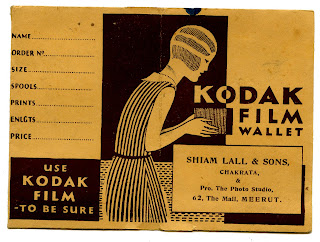 NAME
ORDER Nº
SIZE
SPOOLS
PRINTS
ENLGTS
PRICE
USE
KODAK
FILM
-TO BE SURE
KODAK
FILM
WALLET
SHIAM LALL & SONS,
CHAKRATA,
&
Pro. The Photo Studio,
62, The Mall, MEERUT.